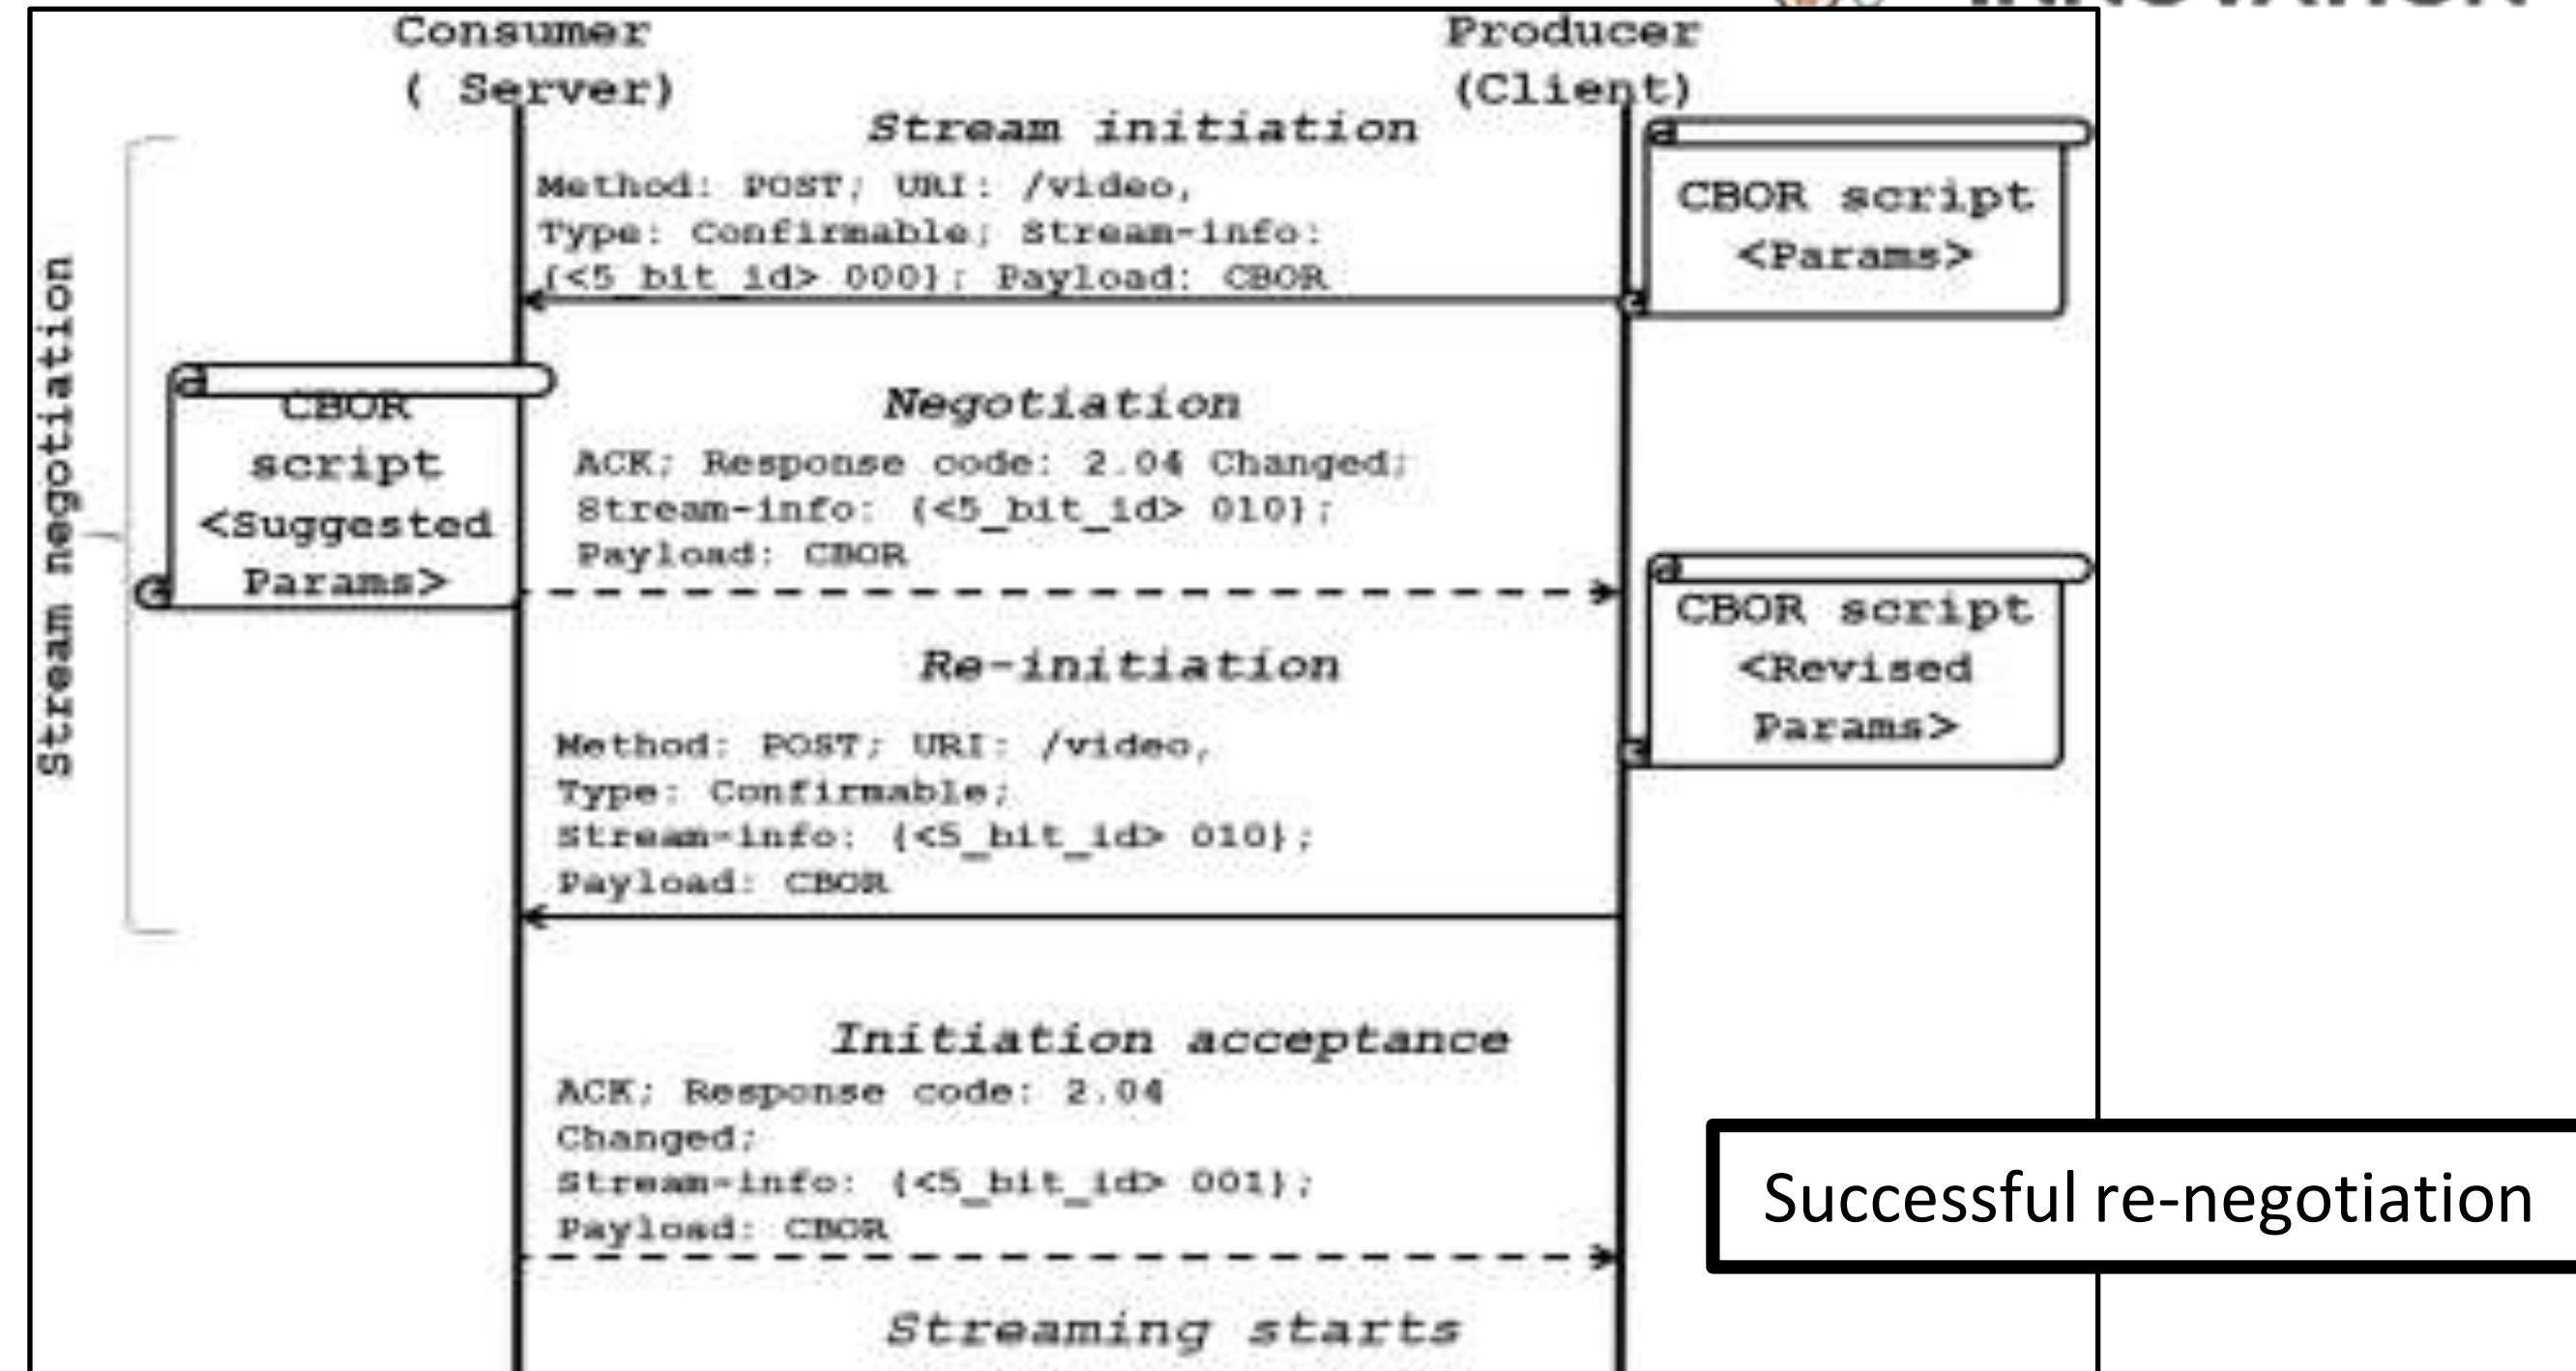 Consumer
( Server)
Producer
(Client)
Stream initiation
Method: POST; URI: /video,
Type: Confirmable; Stream-info:
{<5_bit_id> 000}; Payload: CBOR
CBOR script
<Params>
Stream negotiation
CBOR
script
<Suggested
Params>
Negotiation
ACK; Response code: 2.04 Changed;
Stream-info: {<5_bit_id> 010};
Payload: CBOR
CBOR script
<Revised
Params>
Re-initiation
Method: POST; URI: /video,
Type: Confirmable;
Stream-info: {<5_bit_id> 010};
Payload: CBOR
Initiation acceptance
ACK; Response code: 2.04
Changed;
Stream-info: {<5_bit_id> 001};
Payload: CBOR
Successful re-negotiation
Streaming starts